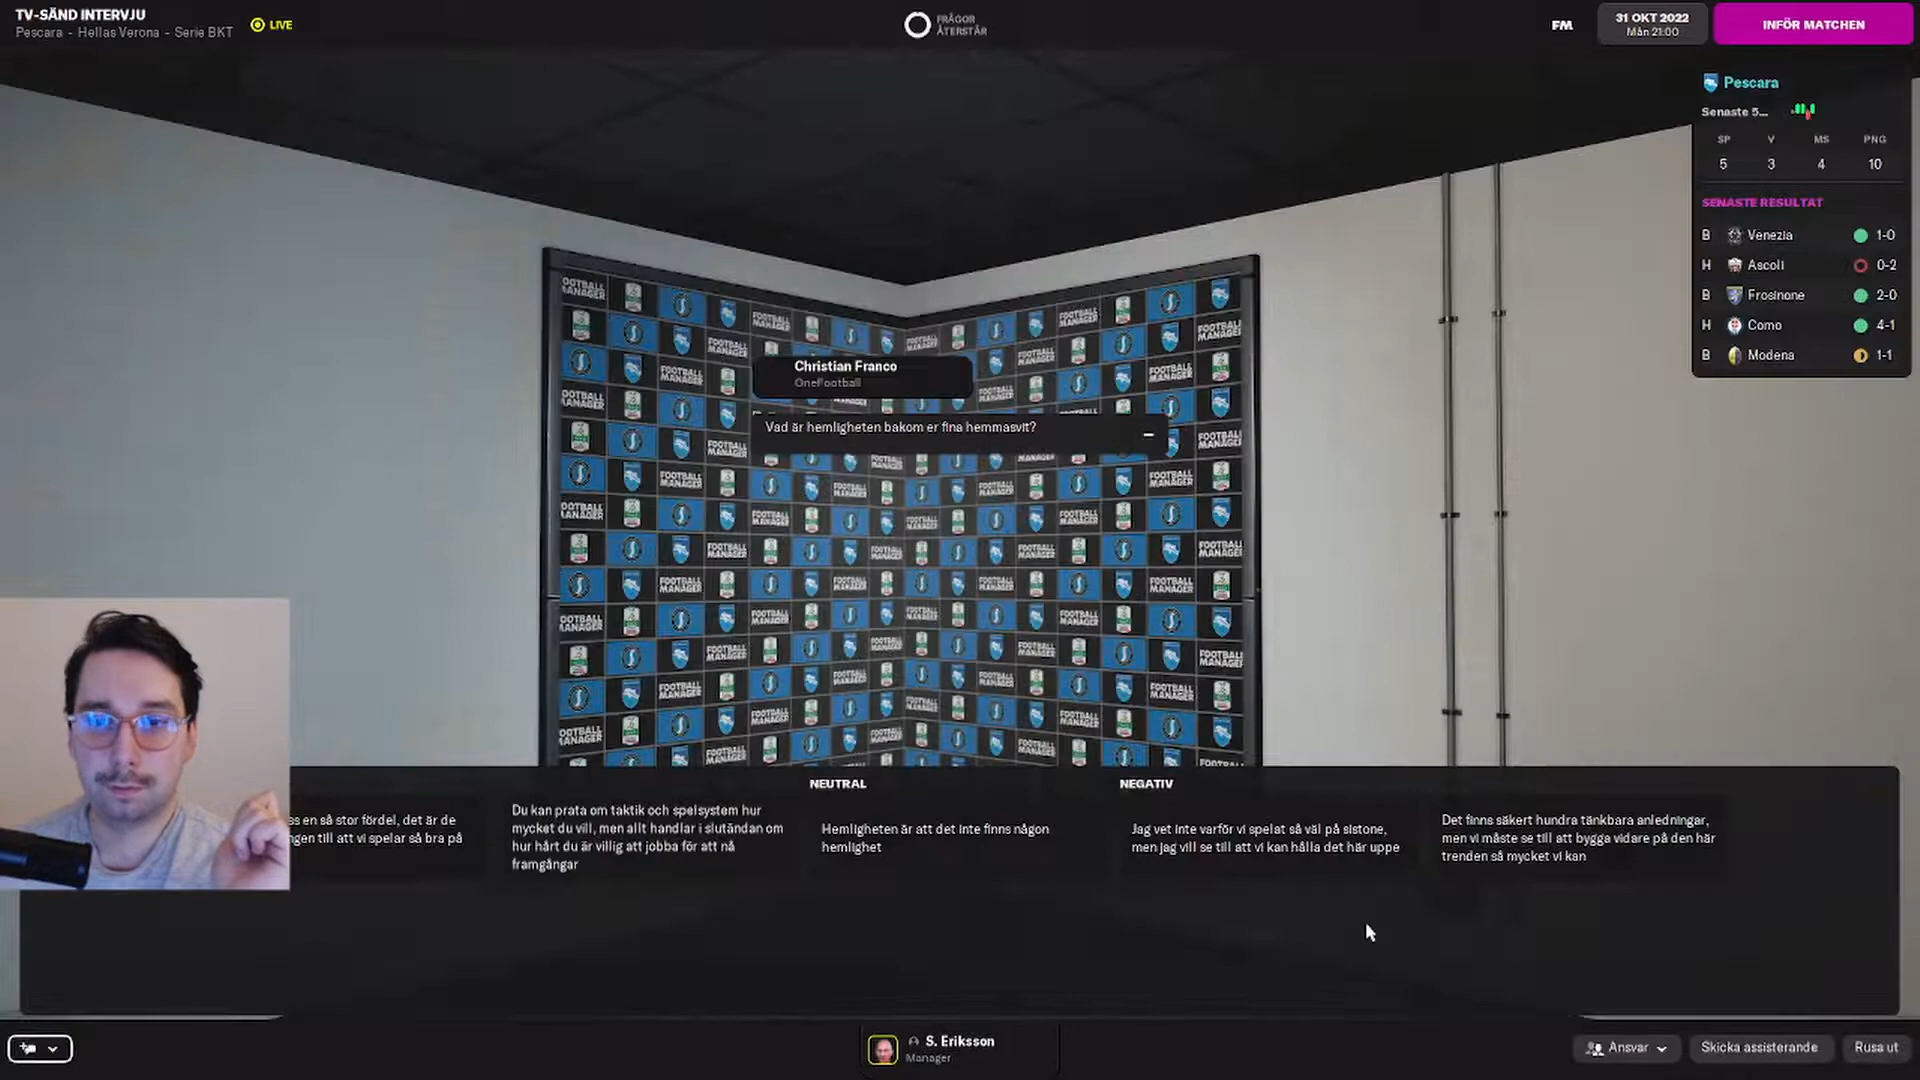 TV-SÄND INTERVJU
Pescara - Hellas Verona - Serie BKT
LIVE
FRÅGOR
ÅTERSTÅR
FM
31 OKT 2022
Mån 21:00
INFÖR MATCHEN
Pescara
Senaste 5...
SP V MS PNG
5 3 4 10
SENASTE RESULTAT
B Venezia 1-0
H Ascoli 0-2
B Frosinone 2-0
H Como 4-1
B Modena 1-1
FOOTBALL MANAGER
Christian Franco
OneFootball
Vad är hemligheten bakom er fina hemmasvit?
NEUTRAL
NEGATIV
ss en så stor fördel, det är de
ngen till att vi spelar så bra på
Du kan prata om taktik och spelsystem hur
mycket du vill, men allt handlar i slutändan om
hur hårt du är villig att jobba för att nå
framgångar
Hemligheten är att det inte finns någon
hemlighet
Jag vet inte varför vi spelat så väl på sistone,
men jag vill se till att vi kan hålla det här uppe
Det finns säkert hundra tänkbara anledningar,
men vi måste se till att bygga vidare på den här
trenden så mycket vi kan
S. Eriksson
Manager
Ansvar
Skicka assisterande
Rusa ut